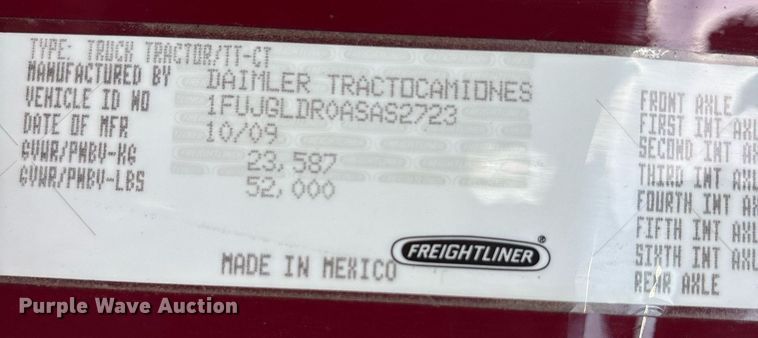 TYPE: TRUCK TRACTOR/TT-CT
MANUFACTURED BY DAIMLER TRACTOCAMIONES
VEHICLE ID NO 1FUJGLDR0ASAS2723
DATE OF MFR 10/09
GVWR/PNBV-KG 23,587
GVWR/PNBV-LBS 52,000
MADE IN MEXICO
FREIGHTLINER®
FRONT AXLE
FIRST INT AXL
SECOND INT AX
THIRD INT AXL
FOURTH INT AX
FIFTH INT AXL
SIXTH INT AXL
REAR AXLE
Purple Wave Auction